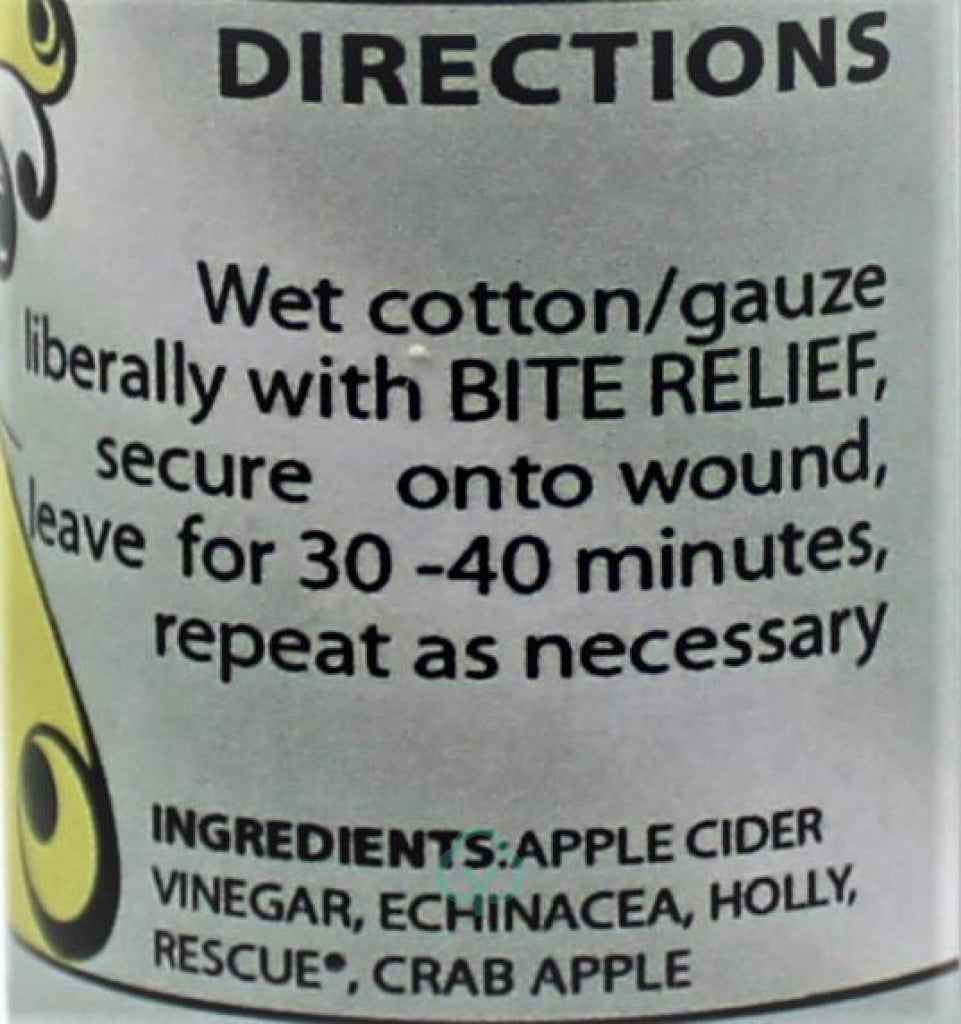 DIRECTIONS
Wet cotton/gauze
liberally with BITE RELIEF,
secure onto wound,
leave for 30 -40 minutes,
repeat as necessary
INGREDIENTS: APPLE CIDER
VINEGAR, ECHINACEA, HOLLY,
RESCUE®, CRAB APPLE